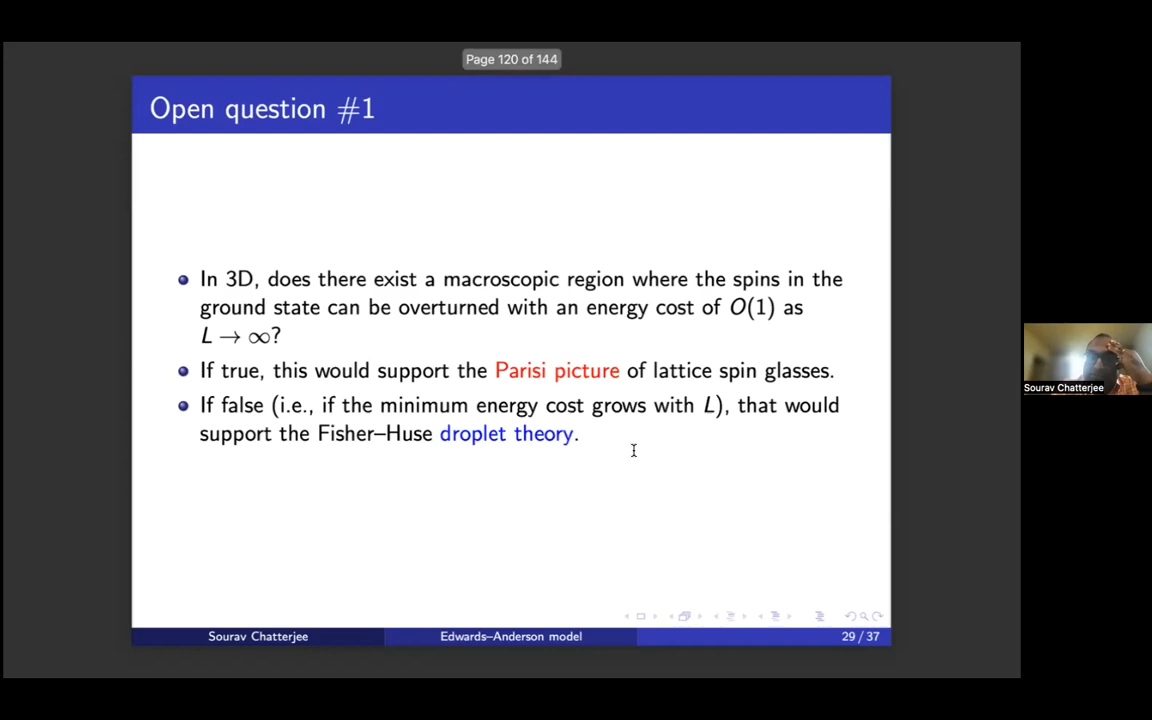 Page 120 of 144
Open question #1
In 3D, does there exist a macroscopic region where the spins in the
ground state can be overturned with an energy cost of O(1) as
L → ∞?
If true, this would support the Parisi picture of lattice spin glasses.
If false (i.e., if the minimum energy cost grows with L), that would
support the Fisher–Huse droplet theory.
Sourav Chatterjee
Sourav Chatterjee Edwards–Anderson model 29 / 37